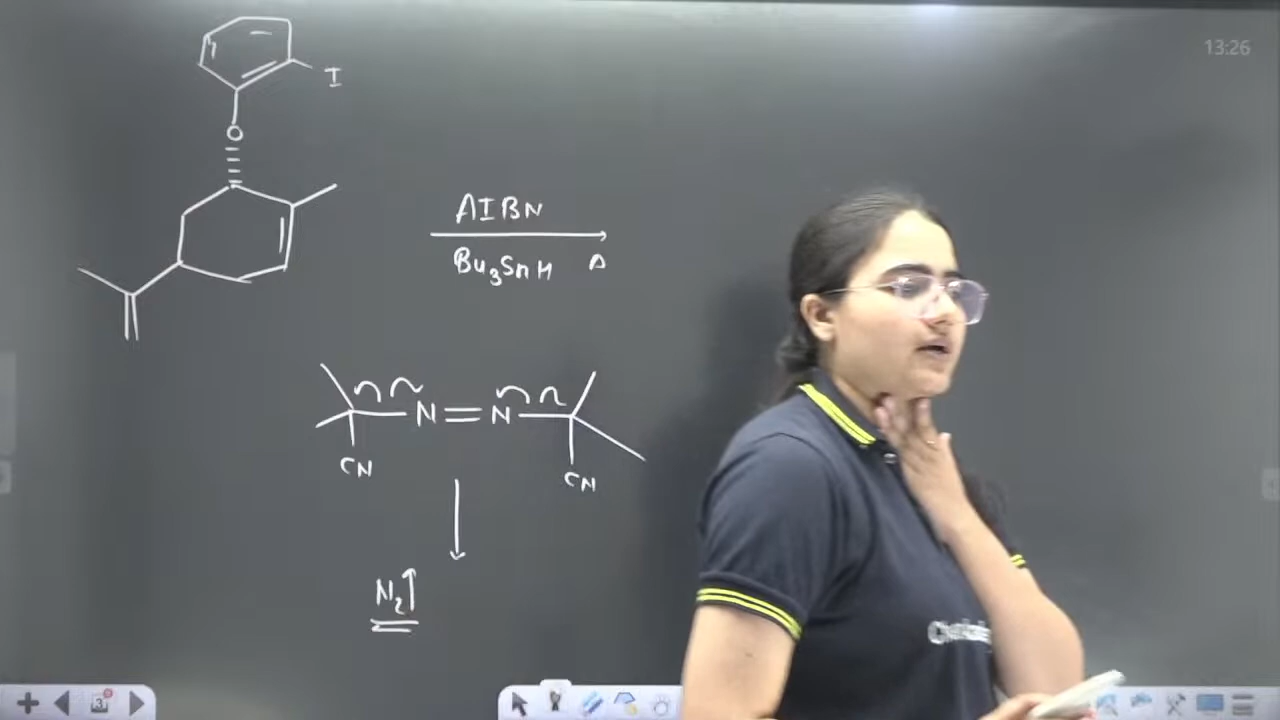 13:26
I
O
AIBN
Bu₃SnH Δ
N=N
CN CN
N₂↑